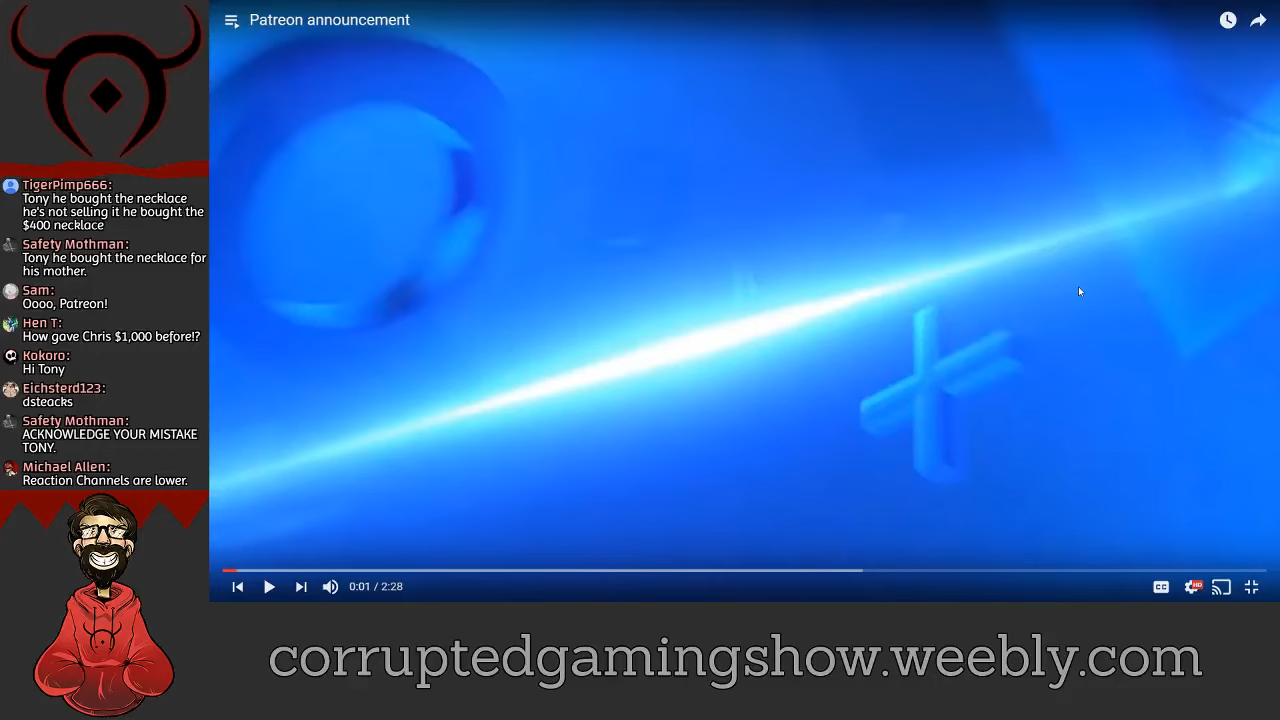 Patreon announcement
TigerPimp666:
Tony he bought the necklace
he's not selling it he bought the
$400 necklace
Safety Mothman:
Tony he bought the necklace for
his mother.
Sam:
Oooo, Patreon!
Hen T:
How gave Chris $1,000 before!?
Kokoro:
Hi Tony
Eichsterd123:
dsteacks
Safety Mothman:
ACKNOWLEDGE YOUR MISTAKE
TONY.
Michael Allen:
Reaction Channels are lower.
0:01 / 2:28
CC
HD
corruptedgamingshow.weebly.com